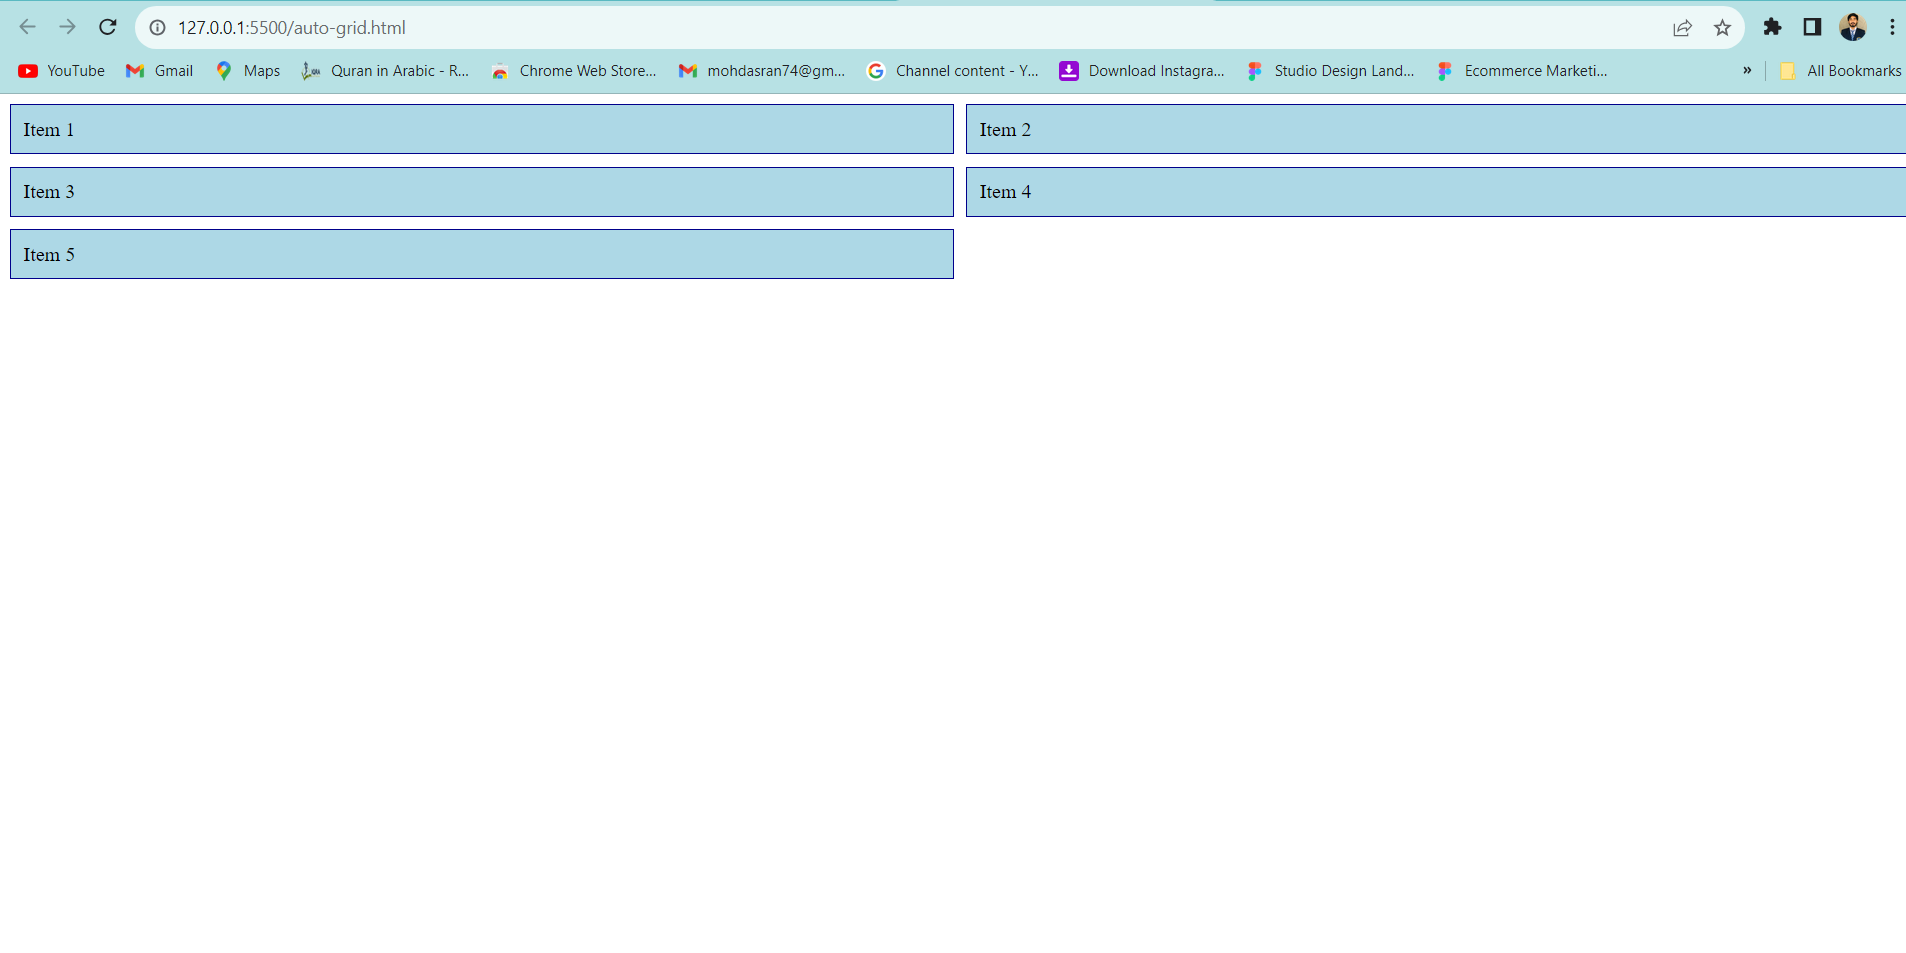 127.0.0.1:5500/auto-grid.html
YouTube Gmail Maps Quran in Arabic - R... Chrome Web Store... mohdasran74@gm... Channel content - Y... Download Instagra... Studio Design Land... Ecommerce Marketi... » All Bookmarks
Item 1 Item 2
Item 3 Item 4
Item 5